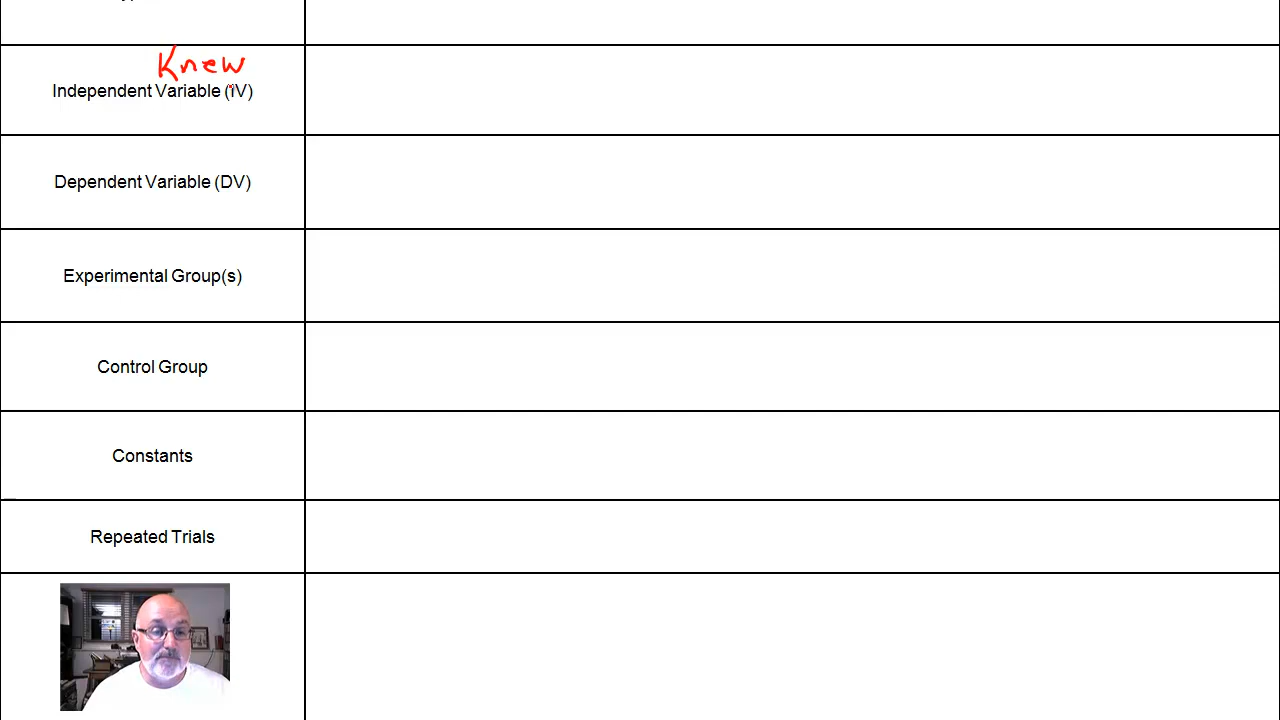 Knew
Independent Variable (IV)
Dependent Variable (DV)
Experimental Group(s)
Control Group
Constants
Repeated Trials